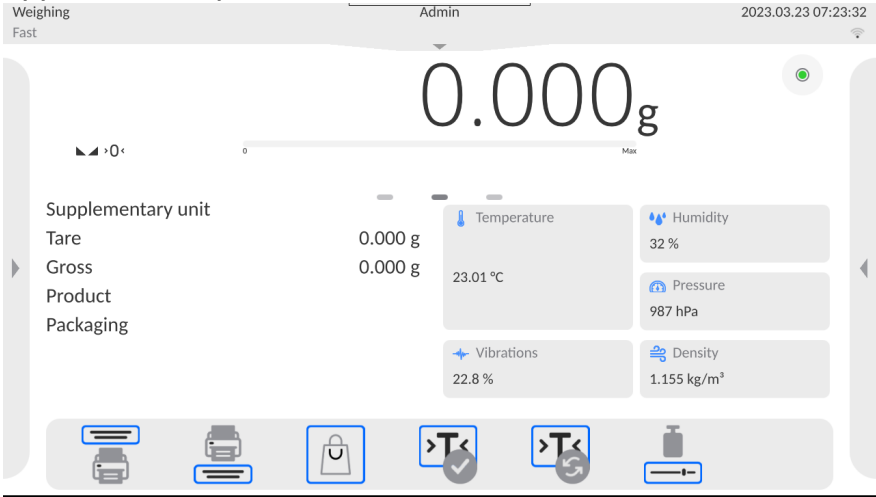 Weighing
Admin
2023.03.23 07:23:32
Fast
0.000 g
>0<
0
Max
Supplementary unit
Tare 0.000 g
Gross 0.000 g
Product
Packaging
Temperature
23.01 °C
Humidity
32 %
Pressure
987 hPa
Vibrations
22.8 %
Density
1.155 kg/m³
>T<
>T<